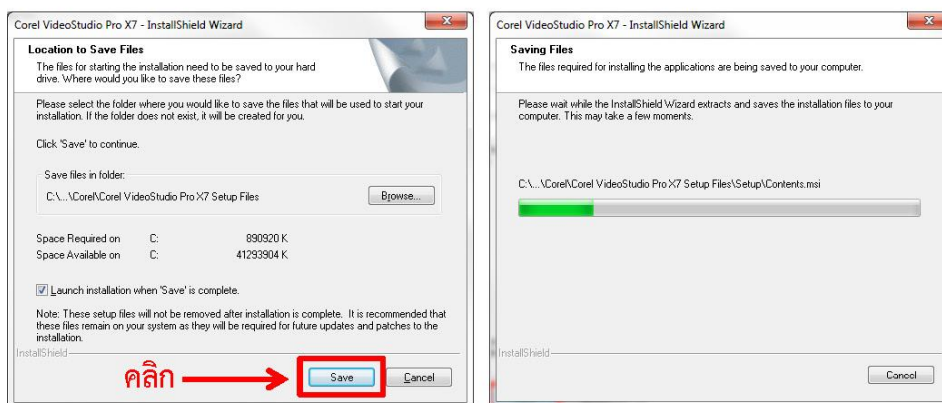 Corel VideoStudio Pro X7 - InstallShield Wizard
Location to Save Files
The files for starting the installation need to be saved to your hard
drive. Where would you like to save these files?
Please select the folder where you would like to save the files that will be used to start your
installation. If the folder does not exist, it will be created for you.
Click 'Save' to continue.
Save files in folder:
C:\...\Corel\Corel VideoStudio Pro X7 Setup Files
Browse...
Space Required on C: 890920 K
Space Available on C: 41293904 K
Launch installation when 'Save' is complete.
Note: These setup files will not be removed after installation is complete. It is recommended that
these files remain on your system as they will be required for future updates and patches to the
installation.
InstallShield
คลิก
Save
Cancel
Corel VideoStudio Pro X7 - InstallShield Wizard
Saving Files
The files required for installing the applications are being saved to your computer.
Please wait while the InstallShield Wizard extracts and saves the installation files to your
computer. This may take a few moments.
C:\...\Corel\Corel VideoStudio Pro X7 Setup Files\Setup\Contents.msi
InstallShield
Cancel